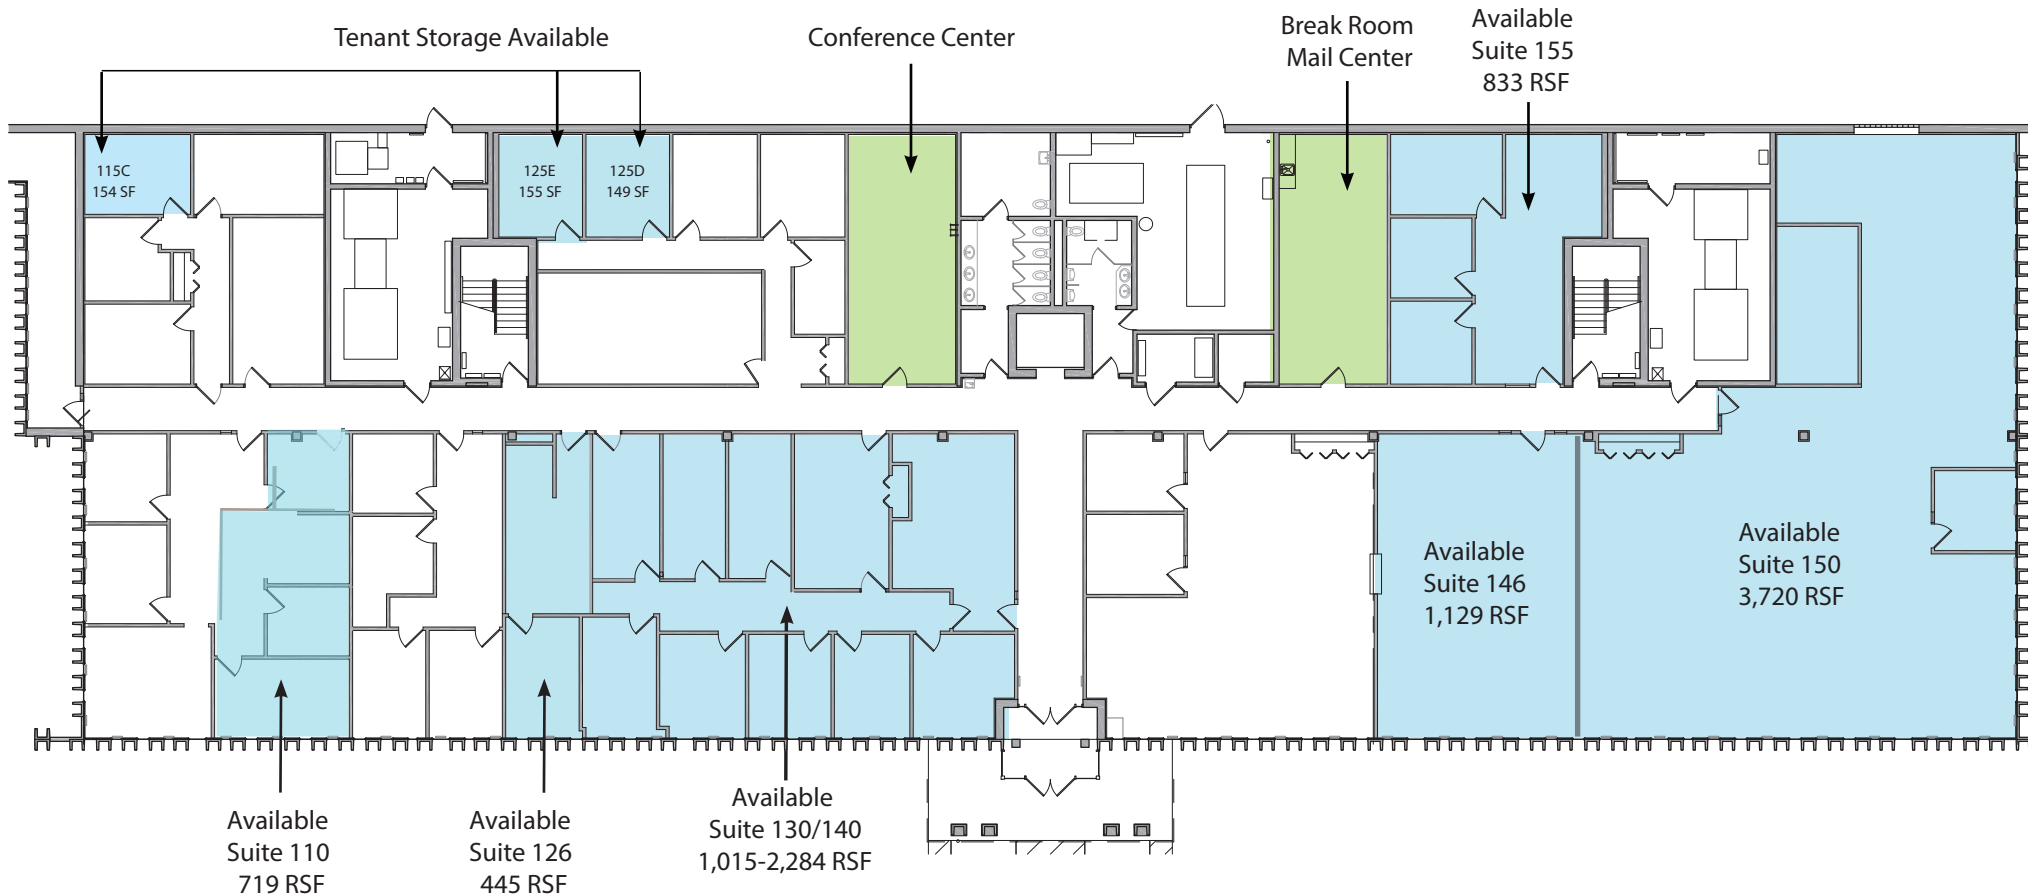 Tenant Storage Available
Conference Center
Break Room
Mail Center
Available
Suite 155
833 RSF
115C
154 SF
125E
155 SF
125D
149 SF
Available
Suite 146
1,129 RSF
Available
Suite 150
3,720 RSF
Available
Suite 110
719 RSF
Available
Suite 126
445 RSF
Available
Suite 130/140
1,015-2,284 RSF